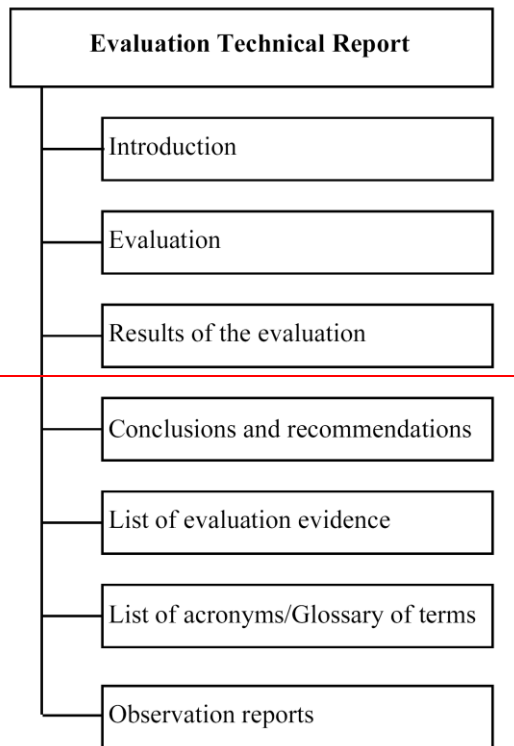 Evaluation Technical Report
Introduction
Evaluation
Results of the evaluation
Conclusions and recommendations
List of evaluation evidence
List of acronyms/Glossary of terms
Observation reports